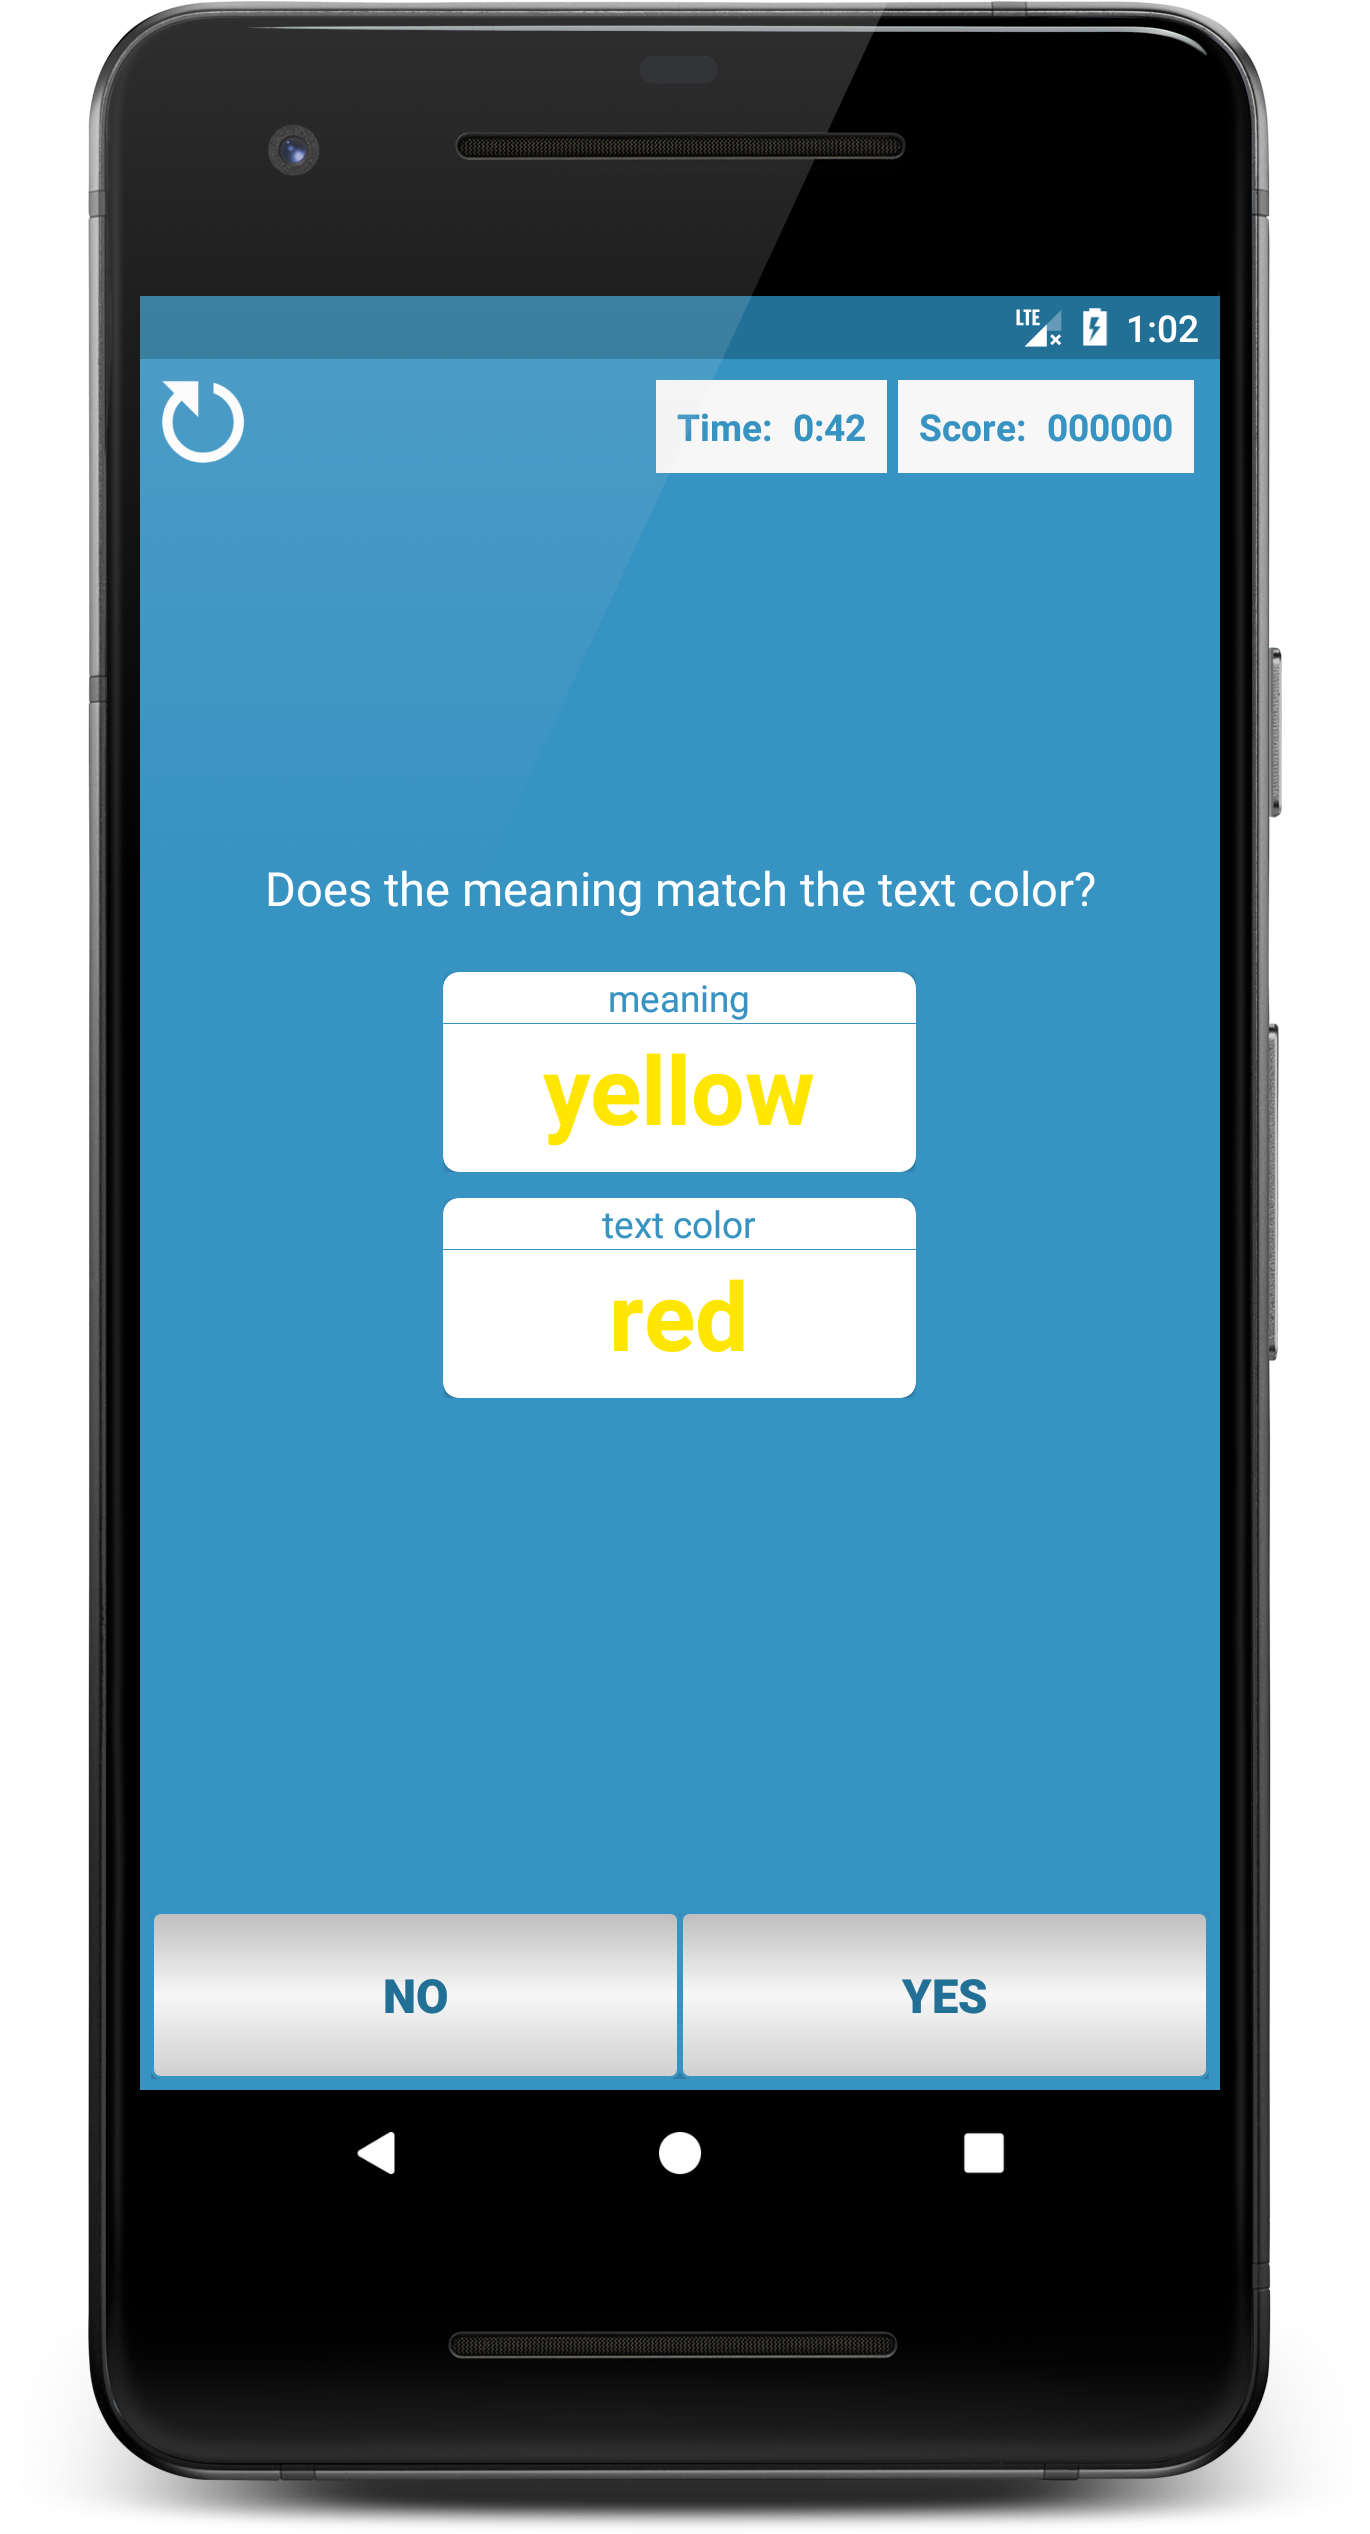 LTE 1:02
Time: 0:42 Score: 000000
Does the meaning match the text color?
meaning
yellow
text color
red
NO YES